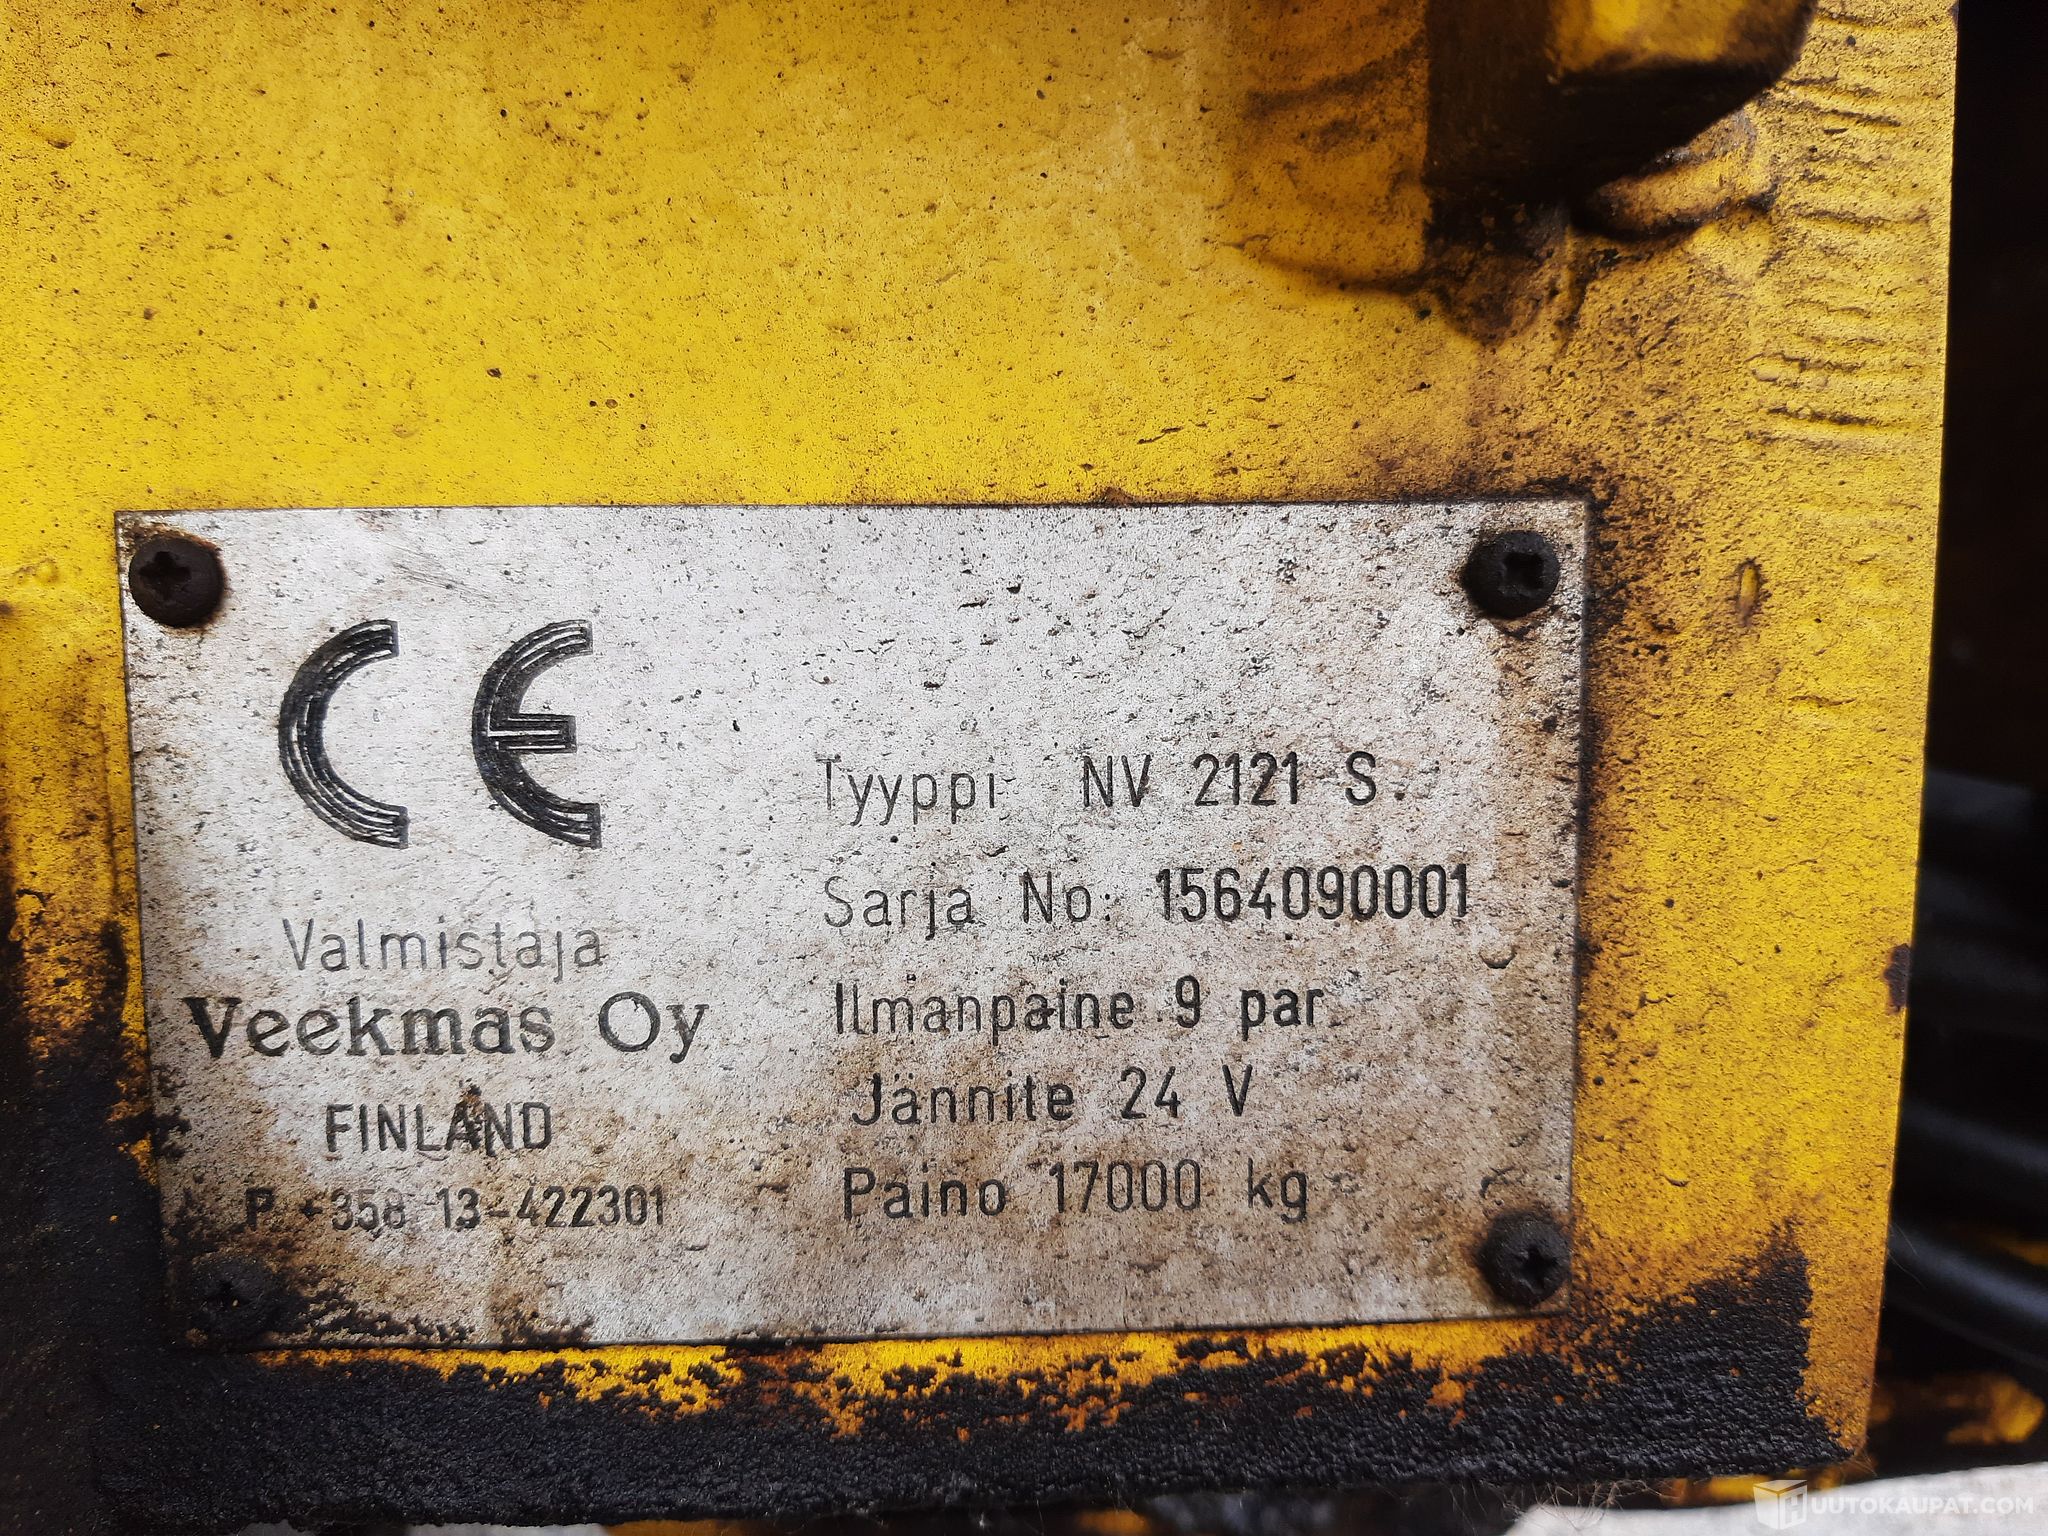 CE
Valmistaja
Veekmas Oy
FINLAND
P +358 13-422301
Tyyppi NV 2121 S
Sarja No: 1564090001
Ilmanpaine 9 par
Jännite 24 V
Paino 17000 kg
HUUTOKAUPAT.COM